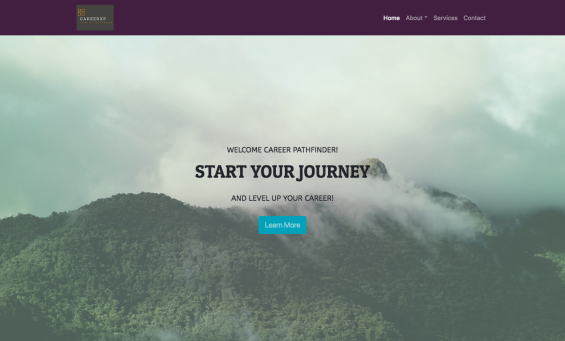 CAREERXP
Home About Services Contact
WELCOME CAREER PATHFINDER!
START YOUR JOURNEY
AND LEVEL UP YOUR CAREER!
Learn More